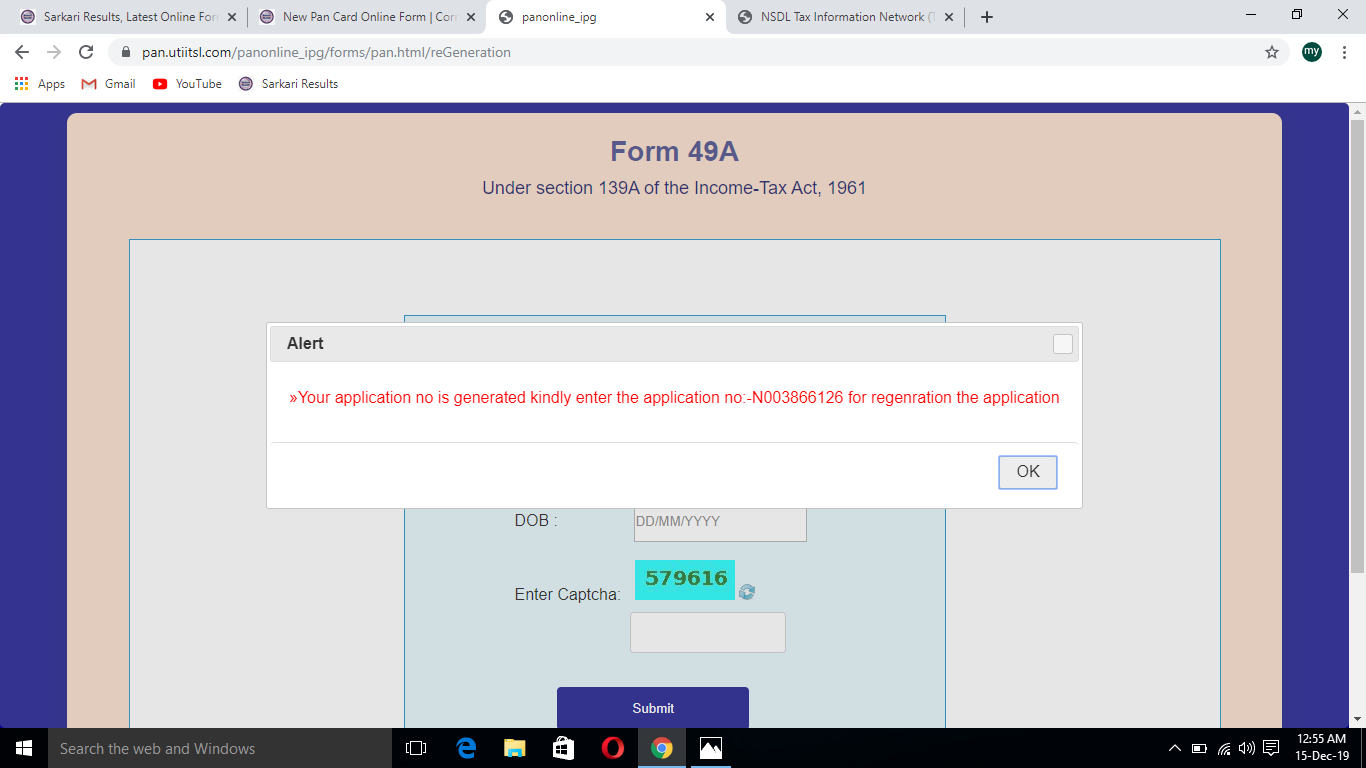 Sarkari Results, Latest Online For
New Pan Card Online Form | Cor
panonline_ipg
NSDL Tax Information Network (T
pan.utiitsl.com/panonline_ipg/forms/pan.html/reGeneration
my
Apps
Gmail
YouTube
Sarkari Results
Form 49A
Under section 139A of the Income-Tax Act, 1961
Alert
»Your application no is generated kindly enter the application no:-N003866126 for regenration the application
OK
DOB :
DD/MM/YYYY
579616
Enter Captcha:
Submit
Search the web and Windows
12:55 AM
15-Dec-19